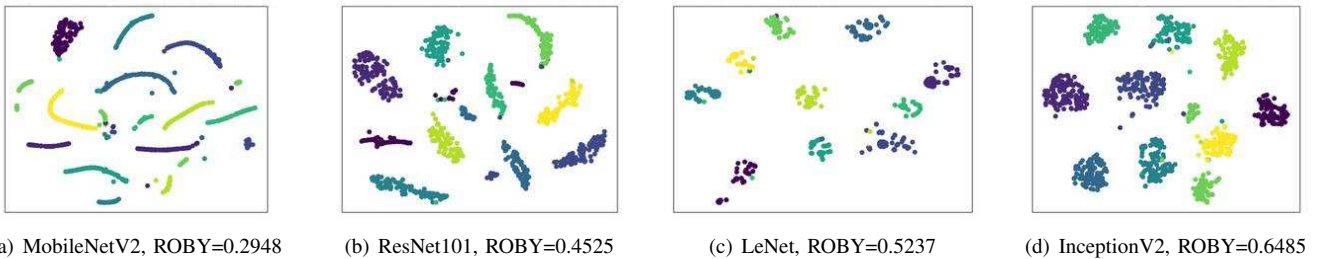 a) MobileNetV2, ROBY=0.2948
(b) ResNet101, ROBY=0.4525
(c) LeNet, ROBY=0.5237
(d) InceptionV2, ROBY=0.6485